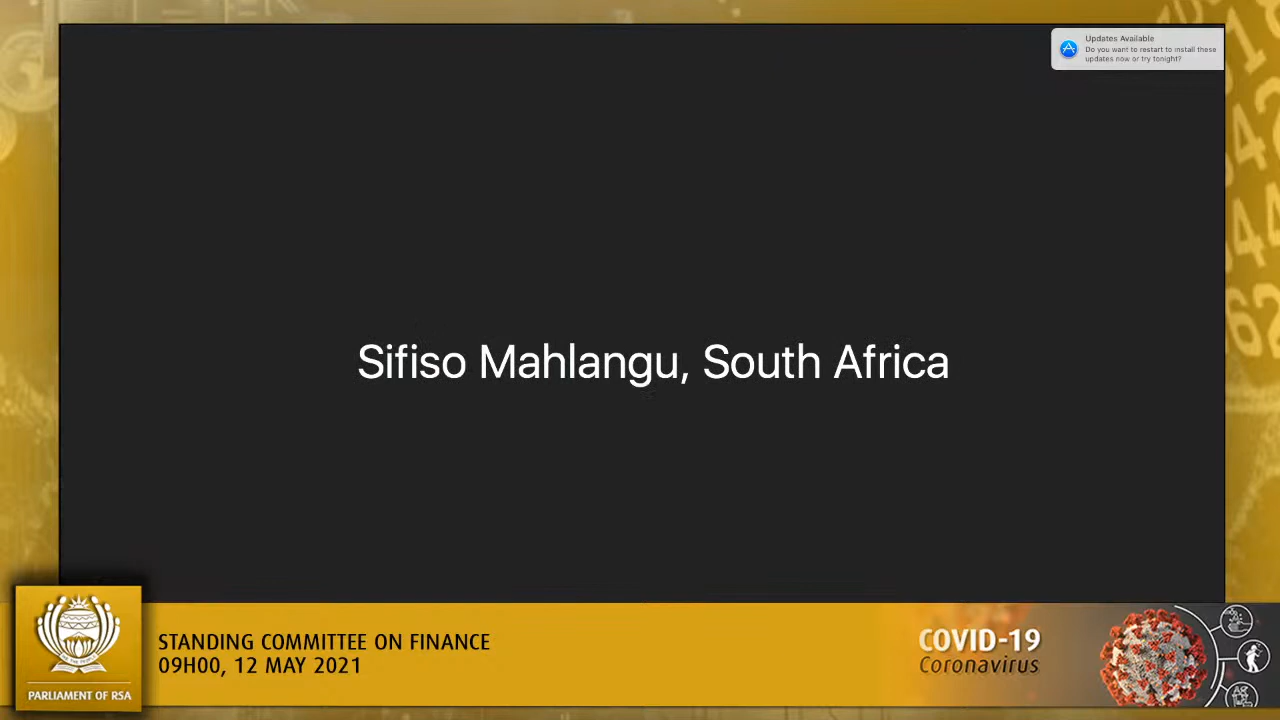 Updates Available
Do you want to restart to install these
updates now or try tonight?
Sifiso Mahlangu, South Africa
STANDING COMMITTEE ON FINANCE
09H00, 12 MAY 2021
PARLIAMENT OF RSA
COVID-19
Coronavirus